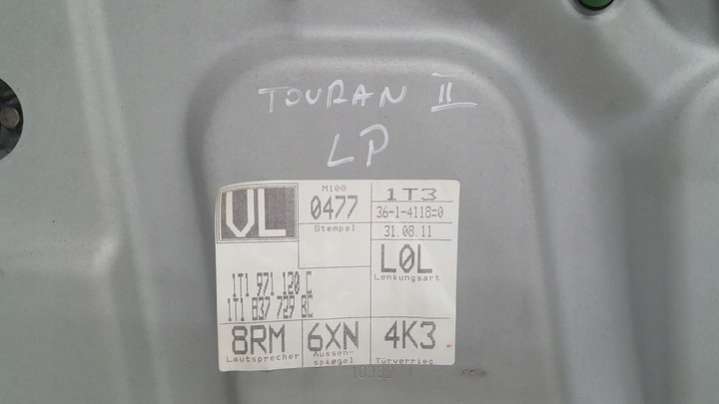 TOURAN II
LP
VL
M100
0477
Stempel
1T3
36-1-4118=0
31.08.11
L0L
Lenkungsart
1T1 971 120 C
1T1 837 729 BC
8RM
Lautsprecher
6XN
Aussen-
spiegel
4K3
Türverrieg